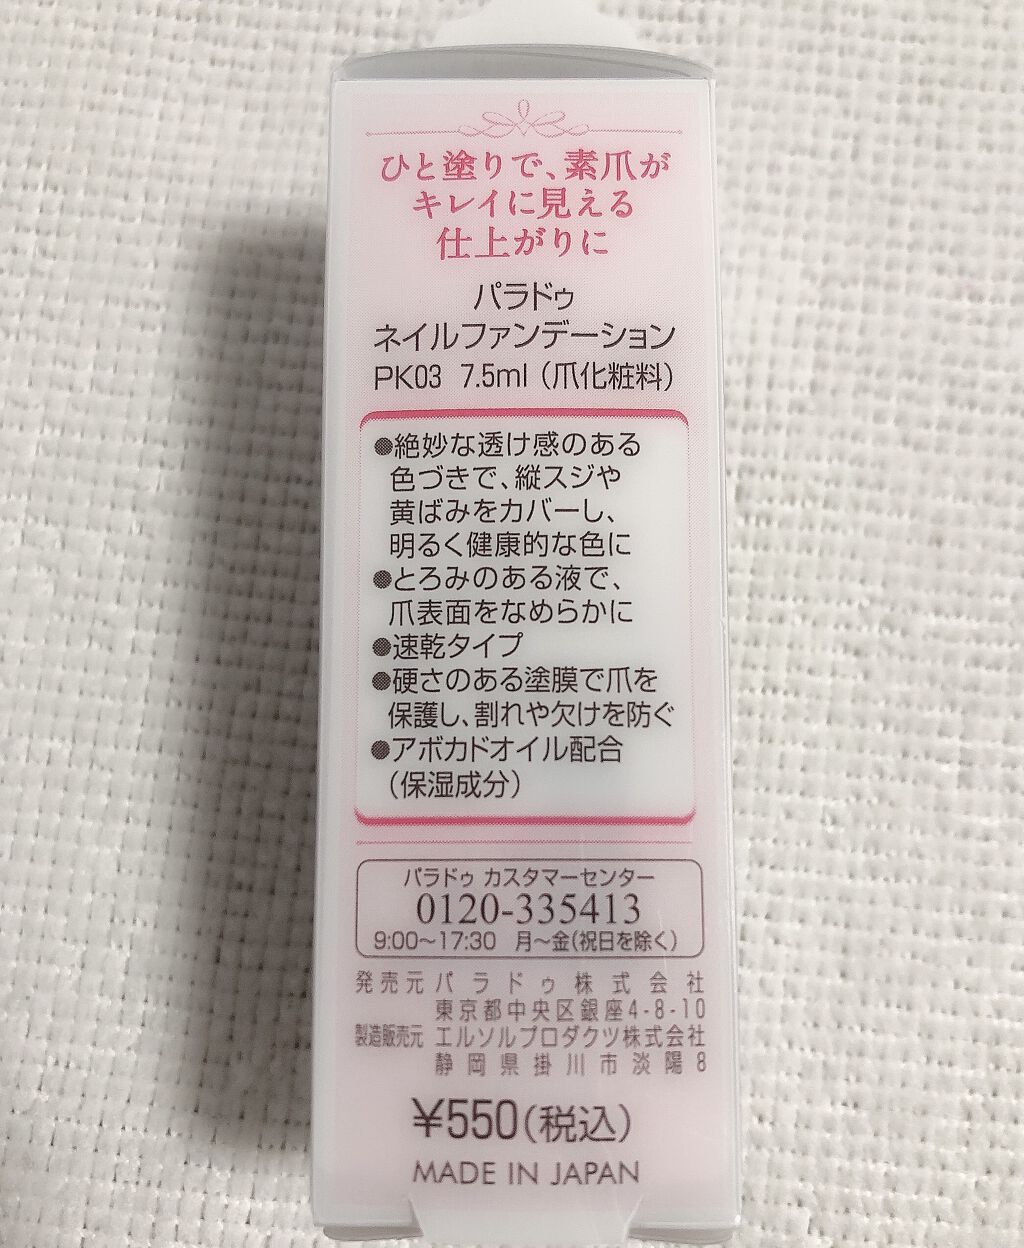 ひと塗りで、素爪が
キレイに見える
仕上がりに
パラドゥ
ネイルファンデーション
PK03 7.5ml(爪化粧料)
●絶妙な透け感のある
色づきで、縦スジや
黄ばみをカバーし、
明るく健康的な色に
●とろみのある液で、
爪表面をなめらかに
●速乾タイプ
●硬さのある塗膜で爪を
保護し、割れや欠けを防ぐ
●アボカドオイル配合
(保湿成分)
パラドゥ カスタマーセンター
0120-335413
9:00〜17:30 月〜金(祝日を除く)
発売元 パラドゥ株式会社
東京都中央区銀座4-8-10
製造販売元 エルソルプロダクツ株式会社
静岡県掛川市淡陽8
¥550(税込)
MADE IN JAPAN